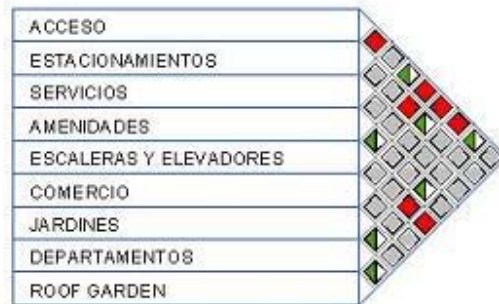 ACCESO
ESTACIONAMIENTOS
SERVICIOS
AMENIDADES
ESCALERAS Y ELEVADORES
COMERCIO
JARDINES
DEPARTAMENTOS
ROOF GARDEN